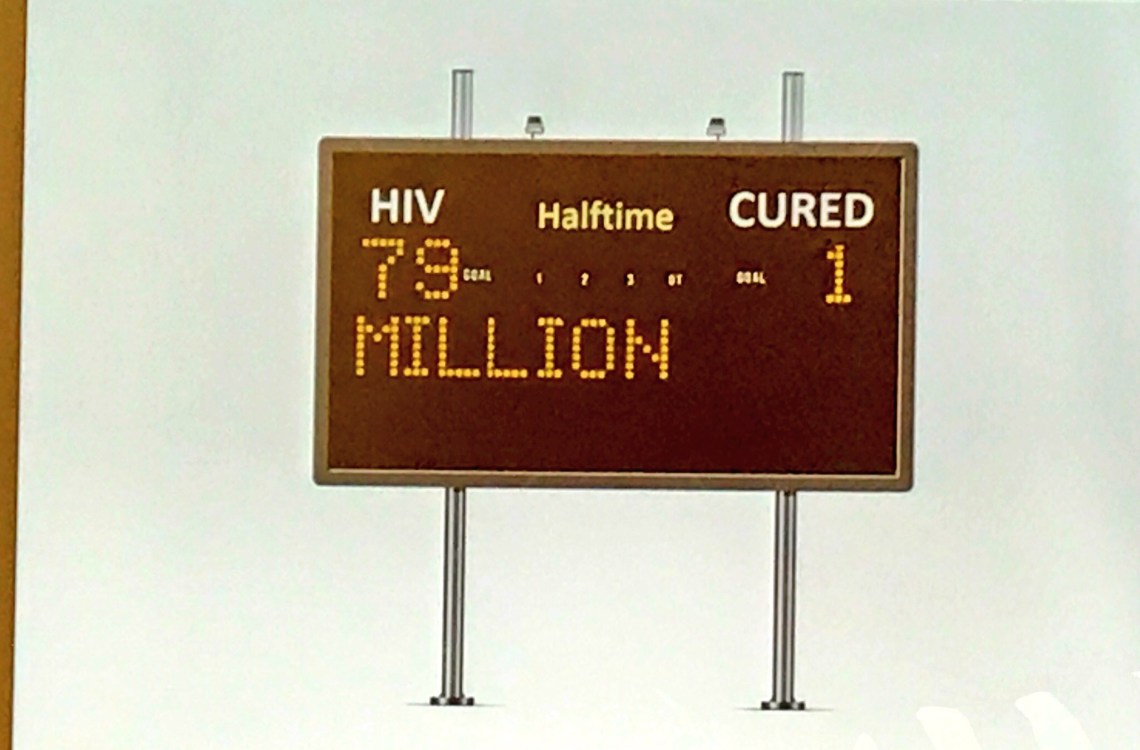 HIV Halftime CURED
79 GOAL 1 2 3 OT GOAL 1
MILLION